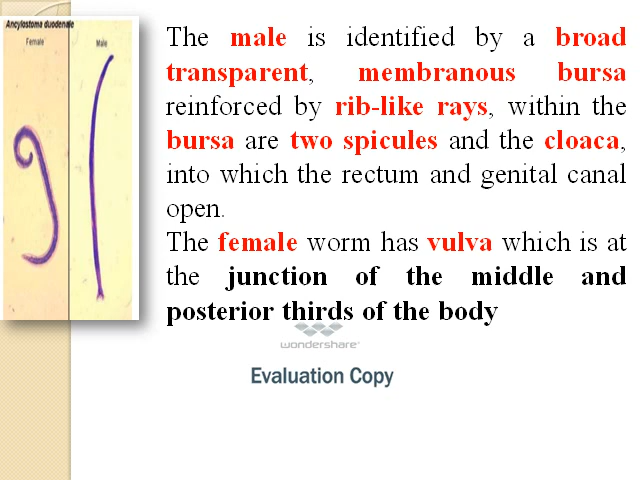 Ancylostoma duodenale
Female
Male
The male is identified by a broad
transparent, membranous bursa
reinforced by rib-like rays, within the
bursa are two spicules and the cloaca,
into which the rectum and genital canal
open.
The female worm has vulva which is at
the junction of the middle and
posterior thirds of the body
wondershare
Evaluation Copy